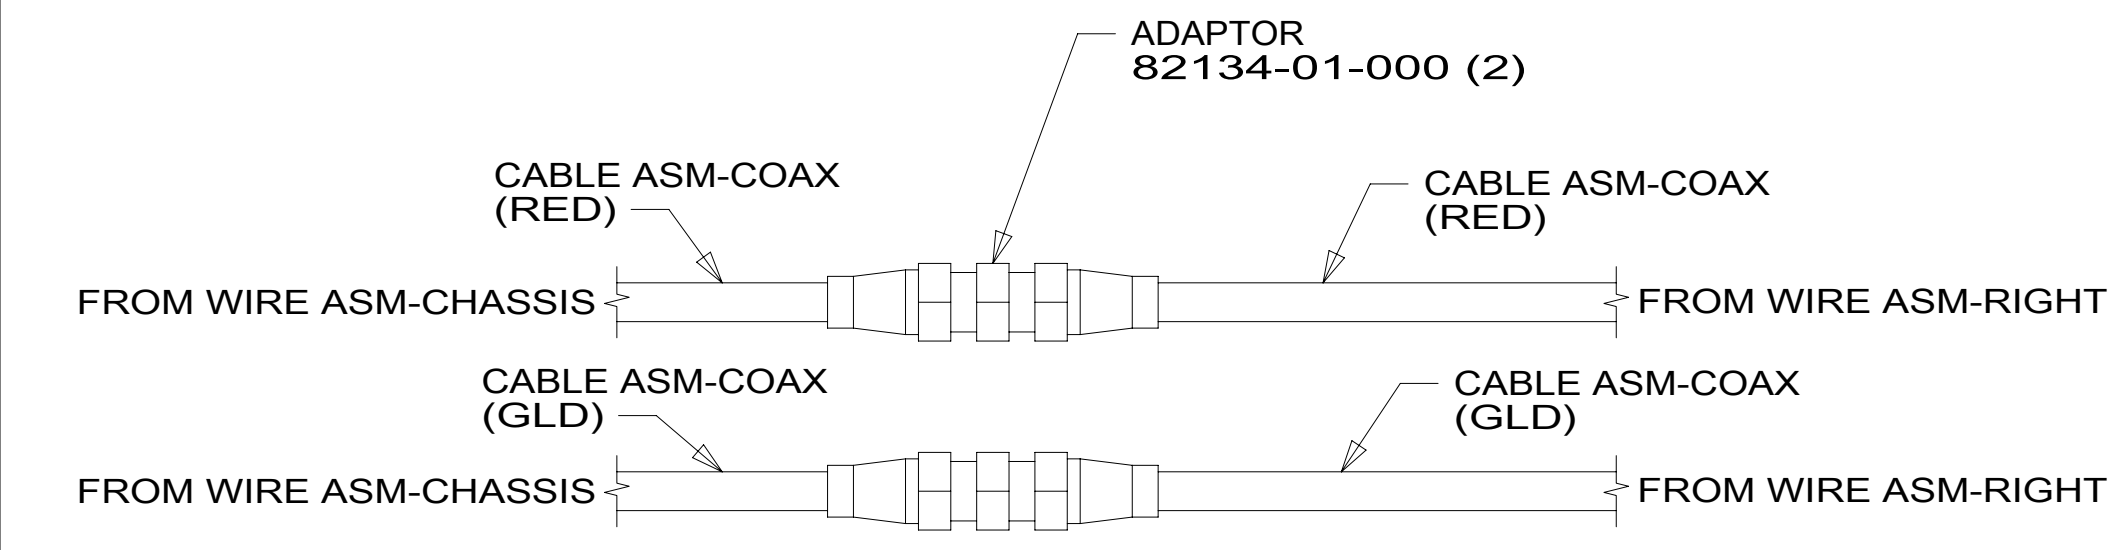 ADAPTOR
82134-01-000 (2)
CABLE ASM-COAX
(RED)
CABLE ASM-COAX
(RED)
FROM WIRE ASM-CHASSIS
FROM WIRE ASM-RIGHT
CABLE ASM-COAX
(GLD)
CABLE ASM-COAX
(GLD)
FROM WIRE ASM-CHASSIS
FROM WIRE ASM-RIGHT